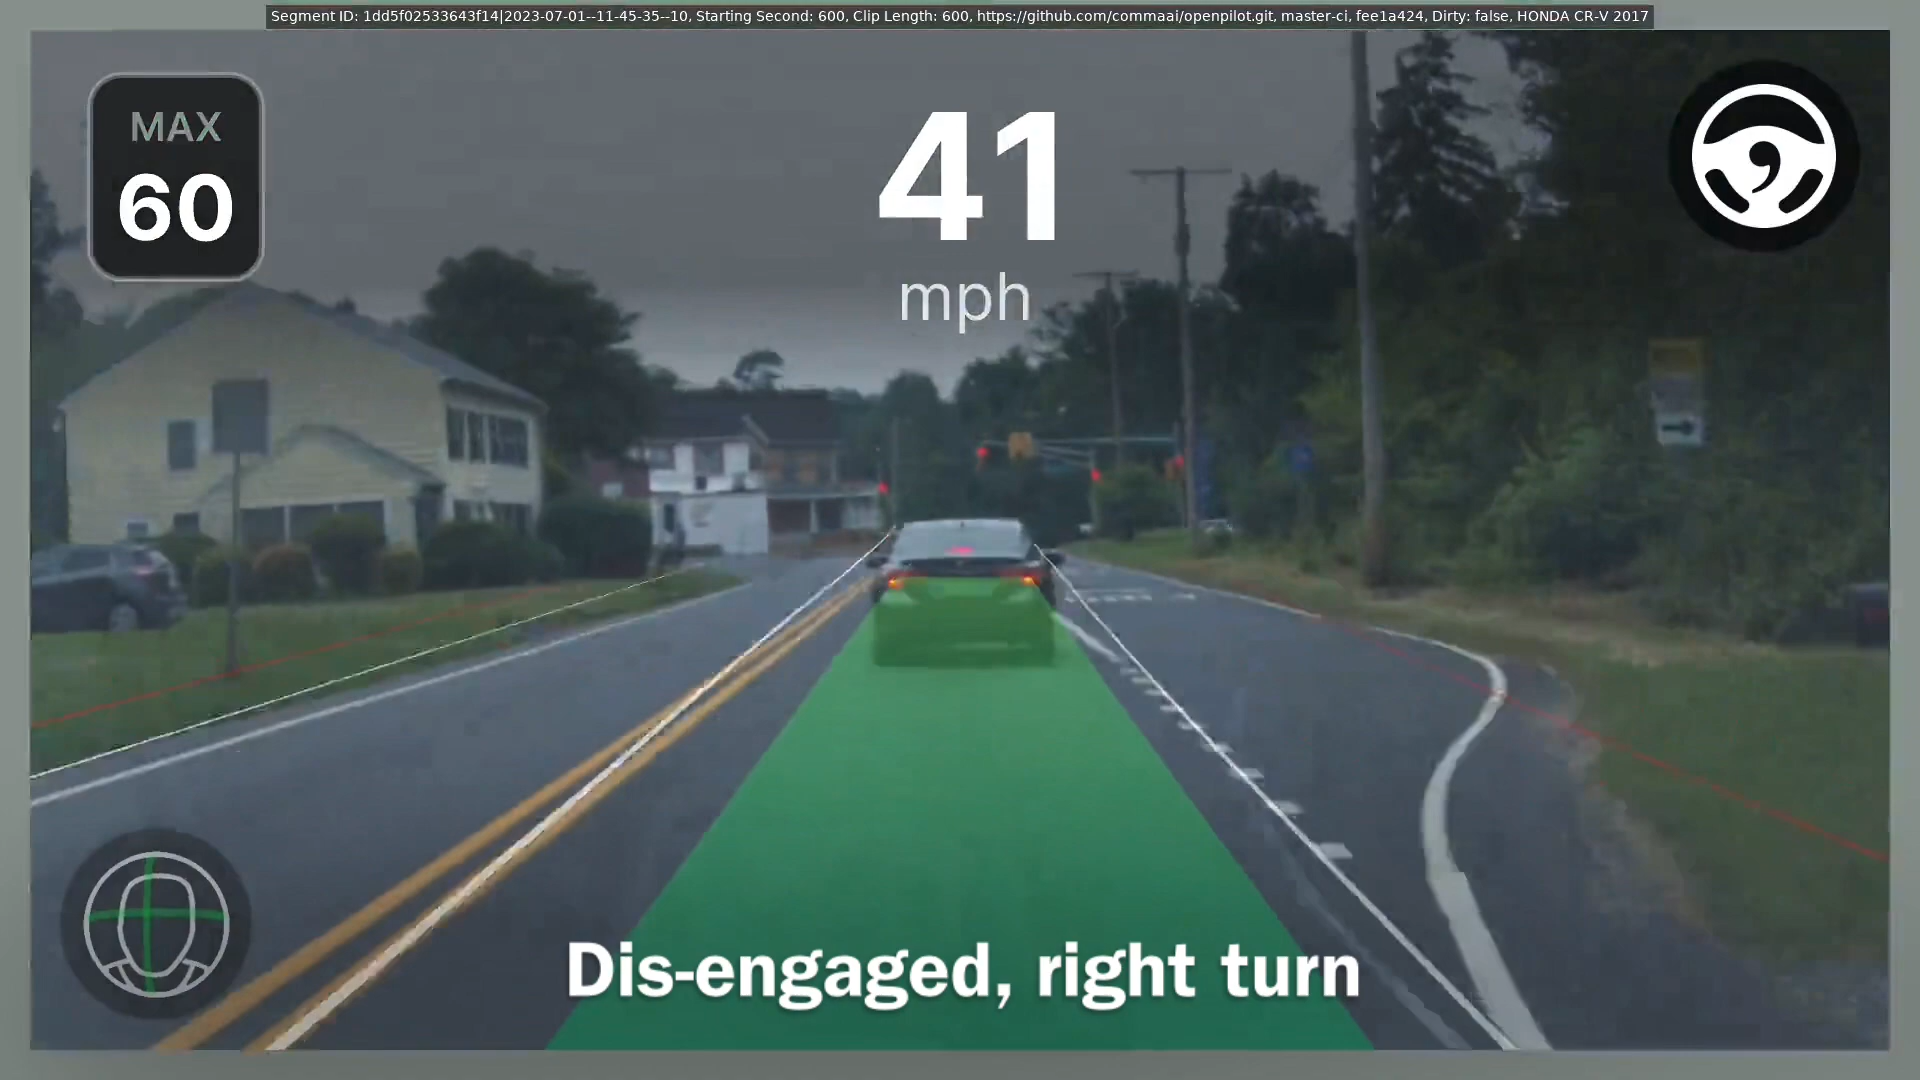 Segment ID: 1dd5f02533643f14|2023-07-01--11-45-35--10, Starting Second: 600, Clip Length: 600, https://github.com/commaai/openpilot.git, master-ci, fee1a424, Dirty: false, HONDA CR-V 2017
MAX
60
41
mph
Dis-engaged, right turn